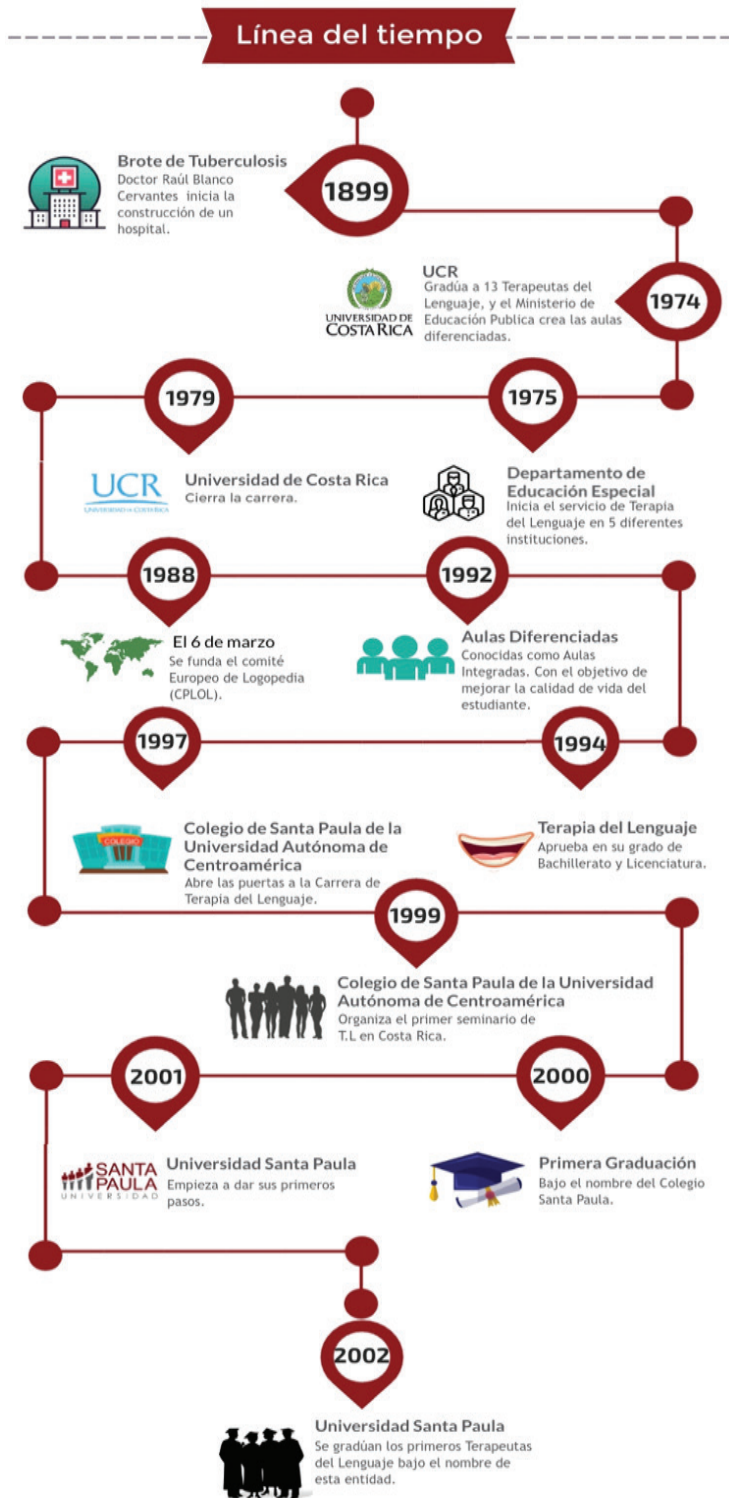 Línea del tiempo
1899
Brote de Tuberculosis
Doctor Raúl Blanco
Cervantes inicia la
construcción de un
hospital.
1974
UNIVERSIDAD DE
COSTA RICA
UCR
Gradúa a 13 Terapeutas del
Lenguaje, y el Ministerio de
Educación Publica crea las aulas
diferenciadas.
1975
Departamento de
Educación Especial
Inicia el servicio de Terapia
del Lenguaje en 5 diferentes
instituciones.
1979
UCR
UNIVERSIDAD DE COSTA RICA
Universidad de Costa Rica
Cierra la carrera.
1988
El 6 de marzo
Se funda el comité
Europeo de Logopedia
(CPLOL).
1992
Aulas Diferenciadas
Conocidas como Aulas
Integradas. Con el objetivo de
mejorar la calidad de vida del
estudiante.
1994
Terapia del Lenguaje
Aprueba en su grado de
Bachillerato y Licenciatura.
1997
COLEGIO
Colegio de Santa Paula de la
Universidad Autónoma de
Centroamérica
Abre las puertas a la Carrera de
Terapia del Lenguaje.
1999
Colegio de Santa Paula de la Universidad
Autónoma de Centroamérica
Organiza el primer seminario de
T.L en Costa Rica.
2000
Primera Graduación
Bajo el nombre del Colegio
Santa Paula.
2001
SANTA
PAULA
UNIVERSIDAD
Universidad Santa Paula
Empieza a dar sus primeros
pasos.
2002
Universidad Santa Paula
Se gradúan los primeros Terapeutas
del Lenguaje bajo el nombre de
esta entidad.